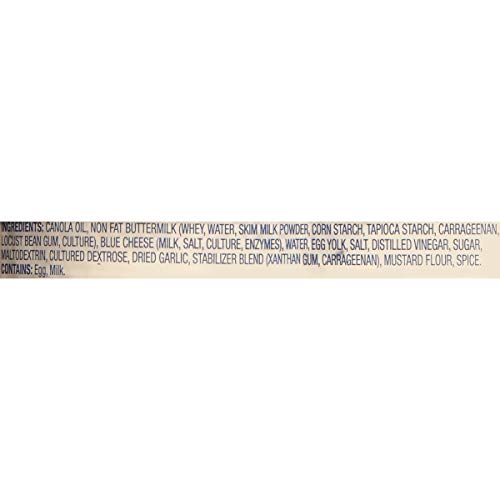 INGREDIENTS: CANOLA OIL, NON FAT BUTTERMILK (WHEY, WATER, SKIM MILK POWDER, CORN STARCH, TAPIOCA STARCH, CARRAGEENAN,
LOCUST BEAN GUM, CULTURE), BLUE CHEESE (MILK, SALT, CULTURE, ENZYMES), WATER, EGG YOLK, SALT, DISTILLED VINEGAR, SUGAR,
MALTODEXTRIN, CULTURED DEXTROSE, DRIED GARLIC, STABILIZER BLEND (XANTHAN GUM, CARRAGEENAN), MUSTARD FLOUR, SPICE.
CONTAINS: Egg, Milk.